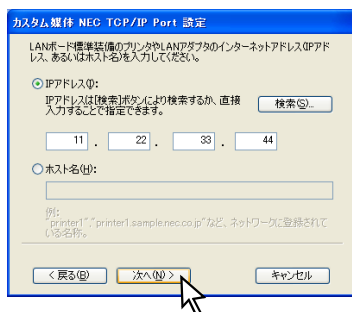 カスタム媒体 NEC TCP/IP Port 設定
LANボード標準装備のプリンタやLANアダプタのインターネットアドレス(IPアド
レス、あるいはホスト名)を入力してください。
IPアドレス(I):
IPアドレスは[検索]ボタンにより検索するか、直接
入力することで指定できます。
検索(S)...
11 . 22 . 33 . 44
ホスト名(H):
例:
"printer1","printer1.sample.nec.co.jp"など、ネットワークに登録されて
いる名称。
< 戻る(B) 次へ(N) > キャンセル